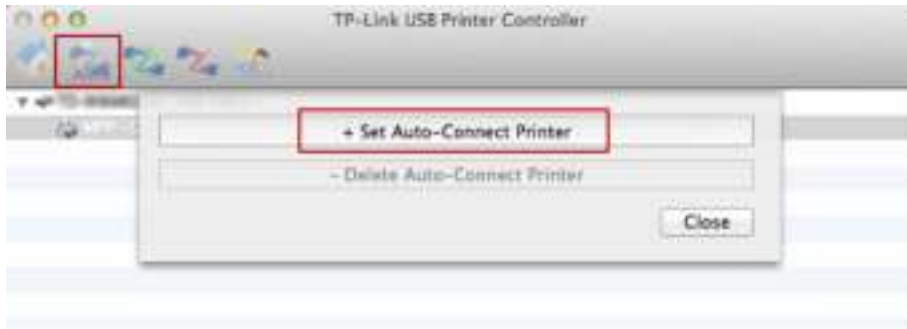 TP-Link USB Printer Controller
+ Set Auto-Connect Printer
- Delete Auto-Connect Printer
Close